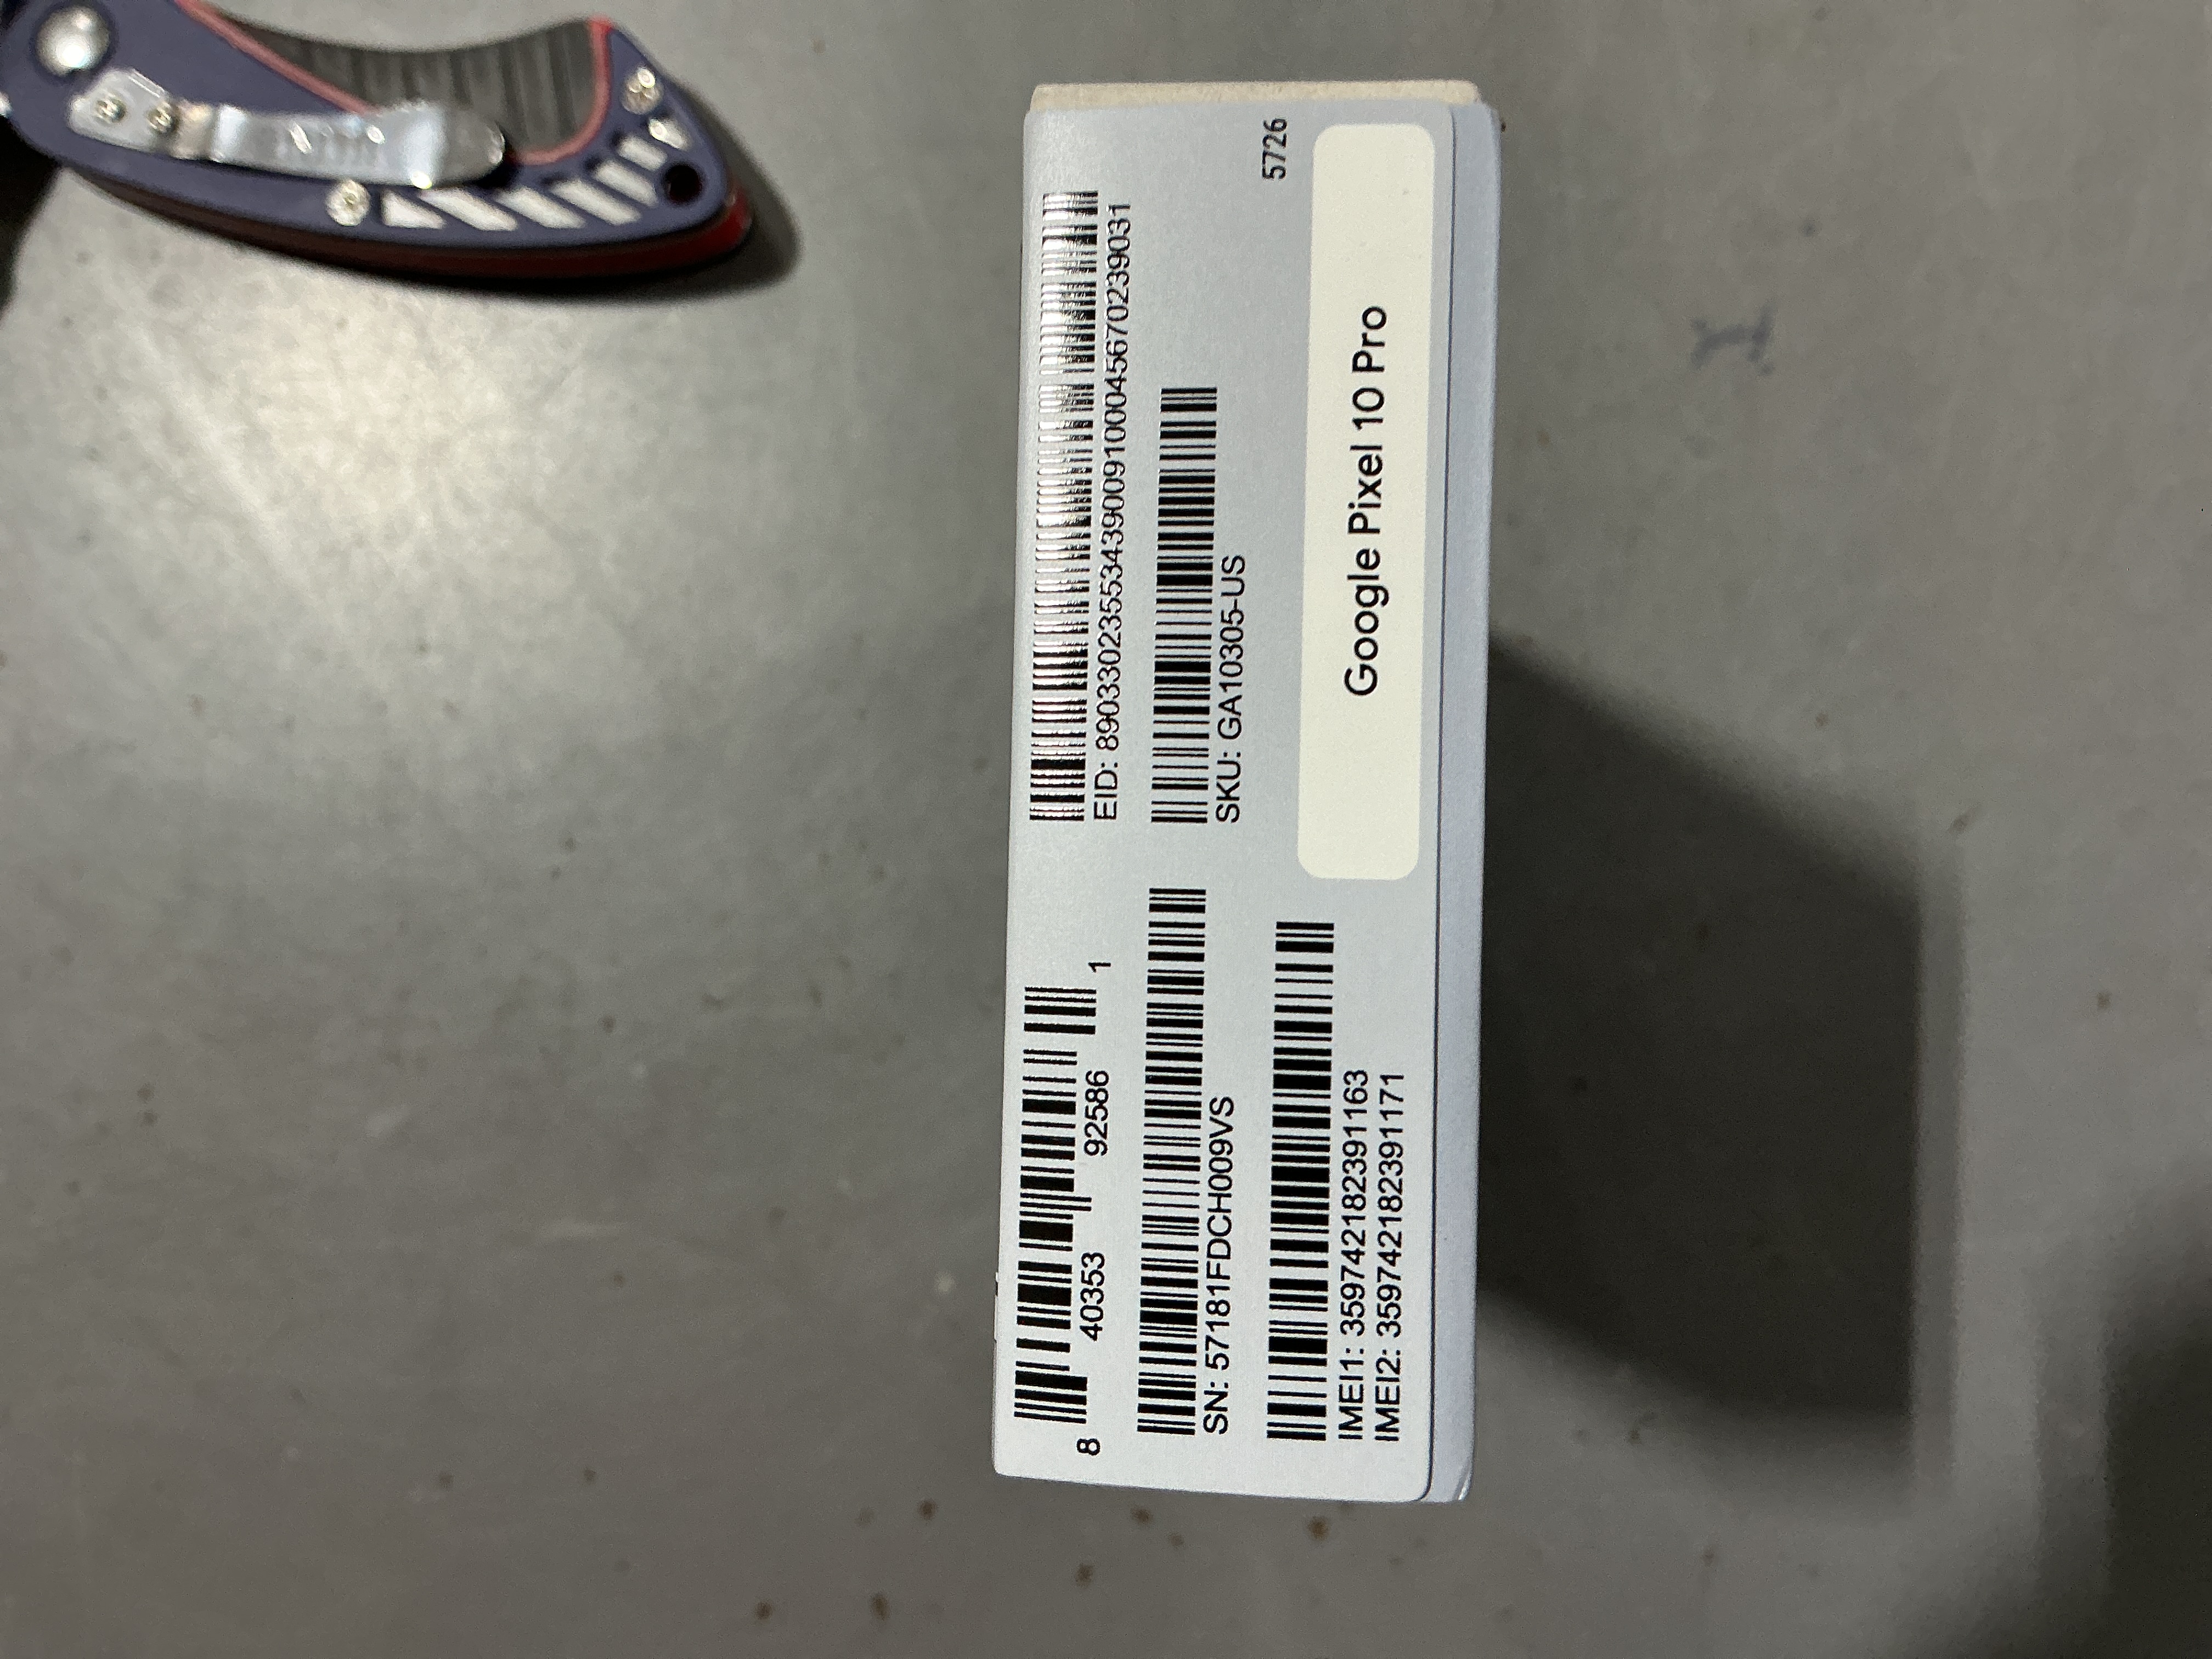 8 40353 92586 1
SN: 57181FDCH009VS
IMEI1: 359742182391163
IMEI2: 359742182391171
EID: 89033023553439009100045670239031
SKU: GA10305-US
5726
Google Pixel 10 Pro